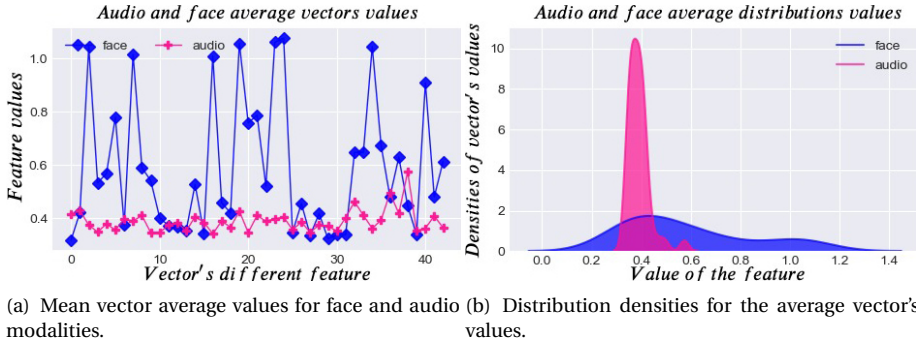 Audio and face average vectors values
face audio
Feature values
1.0
0.8
0.6
0.4
0 10 20 30 40
Vector's different feature
(a) Mean vector average values for face and audio modalities.
Audio and face average distributions values
face
audio
Densities of vector's values
10
8
6
4
2
0
0.0 0.2 0.4 0.6 0.8 1.0 1.2 1.4
Value of the feature
(b) Distribution densities for the average vector's values.